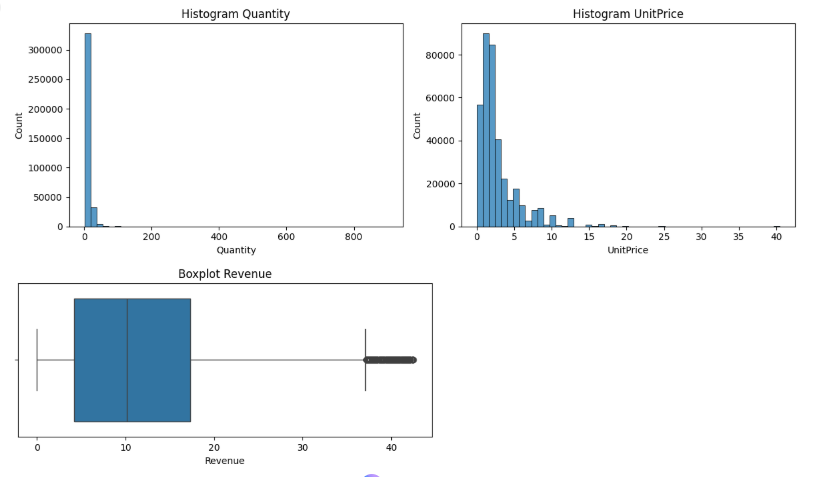 Histogram Quantity
300000
250000
200000
150000
100000
50000
0
Count
0 200 400 600 800
Quantity
Histogram UnitPrice
80000
60000
40000
20000
0
Count
0 5 10 15 20 25 30 35 40
UnitPrice
Boxplot Revenue
0 10 20 30 40
Revenue